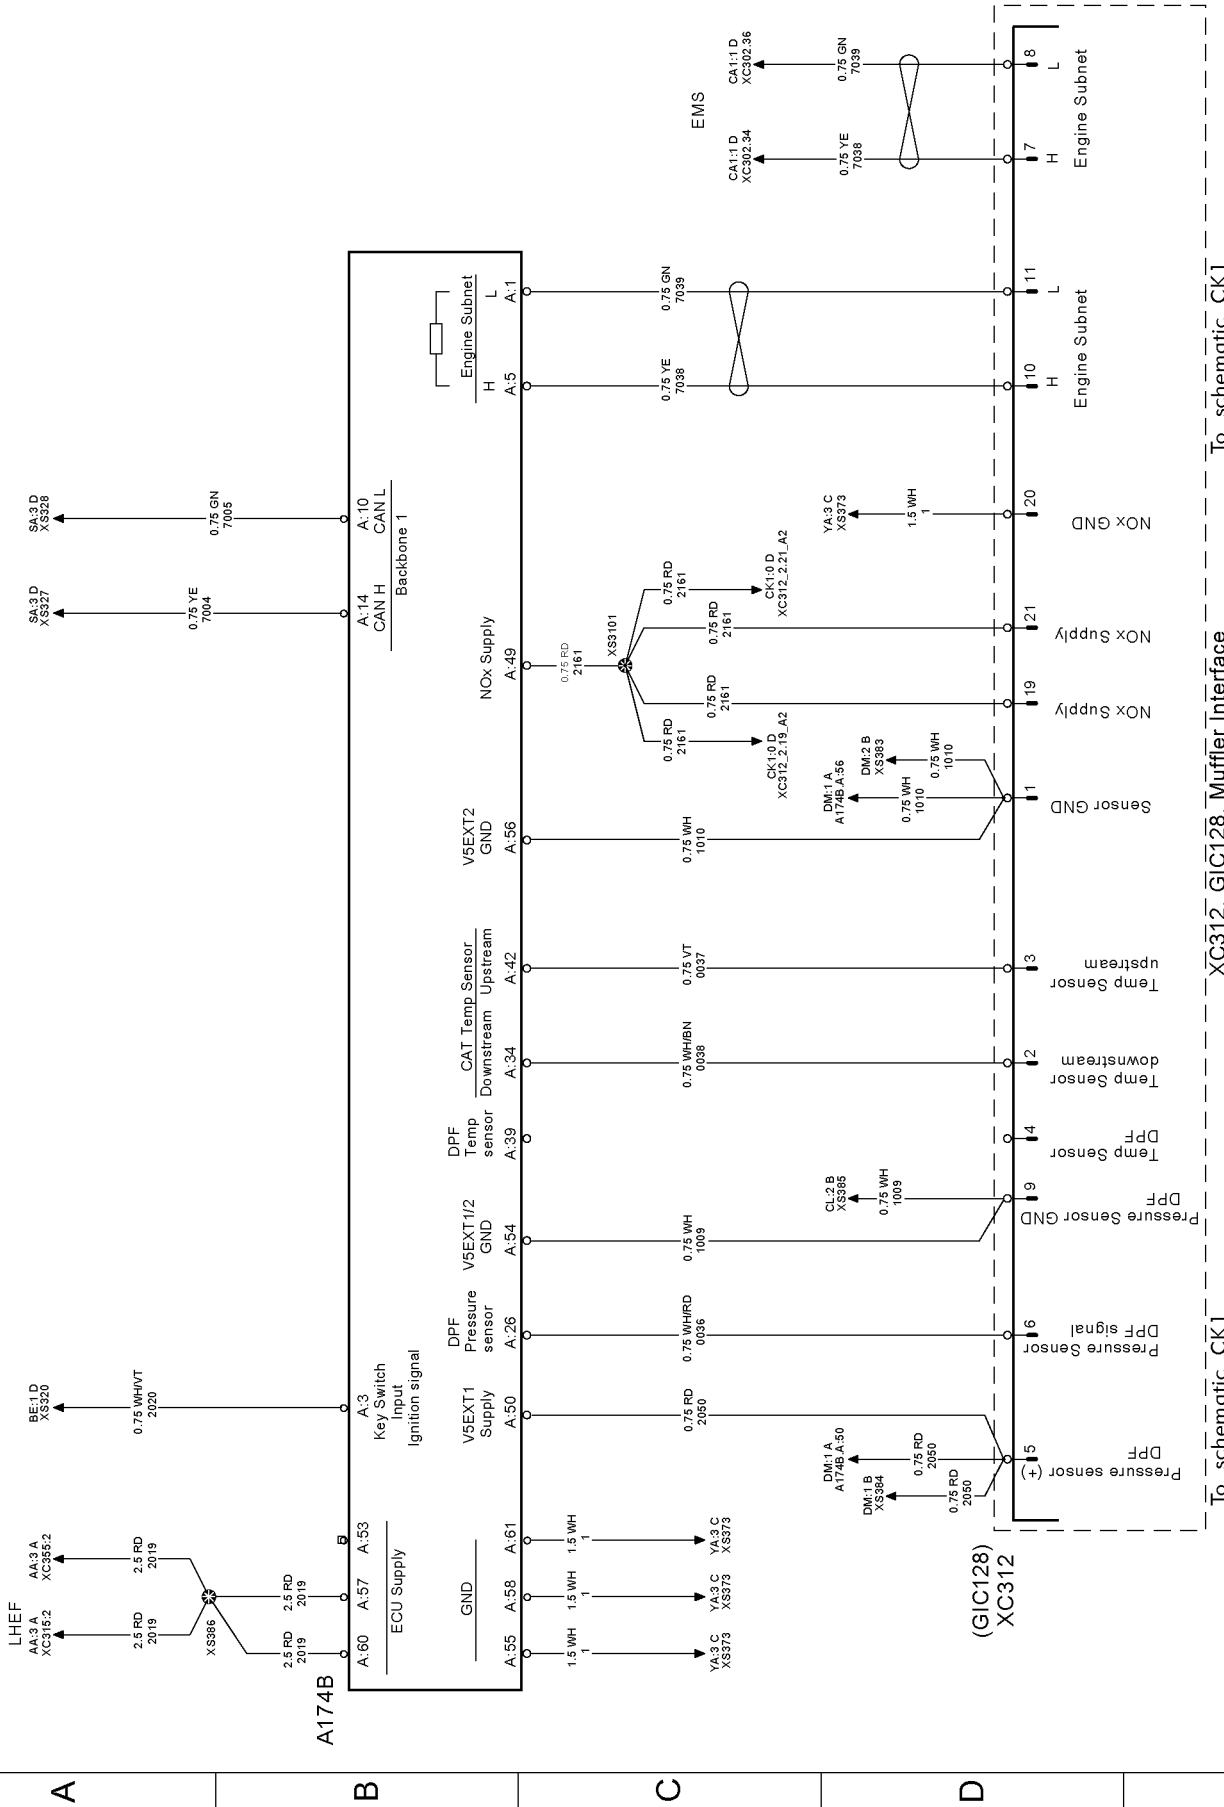 LHEF
AA:3 A
XC315:2
AA:3 A
XC355:2
2.5 RD
2019
2.5 RD
2019
XS386
2.5 RD
2019
2.5 RD
2019
BE:1 D
XS320
0.75 WH/VT
2020
SA:3 D
XS327
0.75 YE
7004
SA:3 D
XS328
0.75 GN
7005
A174B
A:60
A:57
A:53
ECU Supply
A:3
Key Switch
Input
Ignition signal
A:14
CAN H
A:10
CAN L
Backbone 1
GND
A:55
A:58
A:61
V5EXT1
Supply
A:50
DPF
Pressure
sensor
A:26
V5EXT1/2
GND
A:54
DPF
Temp
sensor
A:39
CAT Temp Sensor
Downstream
Upstream
A:34
A:42
V5EXT2
GND
A:56
NOx Supply
A:49
Engine Subnet
H
L
A:5
A:1
1.5 WH
1
1.5 WH
1
1.5 WH
1
YA:3 C
XS373
YA:3 C
XS373
YA:3 C
XS373
0.75 RD
2050
0.75 WH/RD
0036
0.75 WH
1009
0.75 WH/BN
0038
0.75 VT
0037
0.75 WH
1010
0.75 RD
2161
XS3101
0.75 RD
2161
0.75 RD
2161
0.75 RD
2161
0.75 RD
2161
CK1:0 D
XC312_2.19_A2
CK1:0 D
XC312_2.21_A2
0.75 YE
7038
0.75 GN
7039
EMS
CA1:1 D
XC302.34
CA1:1 D
XC302.36
0.75 YE
7038
0.75 GN
7039
DM:1 B
XS384
0.75 RD
2050
DM:1 A
A174B.A:50
0.75 RD
2050
CL:2 B
XS385
0.75 WH
1009
DM:1 A
A174B.A:56
0.75 WH
1010
DM:2 B
XS383
0.75 WH
1010
YA:3 C
XS373
1.5 WH
1
(GIC128)
XC312
5
Pressure sensor (+)
DPF
6
Pressure Sensor
DPF signal
9
Pressure Sensor GND
DPF
4
Temp Sensor
DPF
2
Temp Sensor
downstream
3
Temp Sensor
upstream
1
Sensor GND
19
NOx Supply
21
NOx Supply
20
NOx GND
10
H
11
L
Engine Subnet
7
H
8
L
Engine Subnet
To schematic CK1
XC312, GIC128, Muffler Interface
To schematic CK1
A
B
C
D